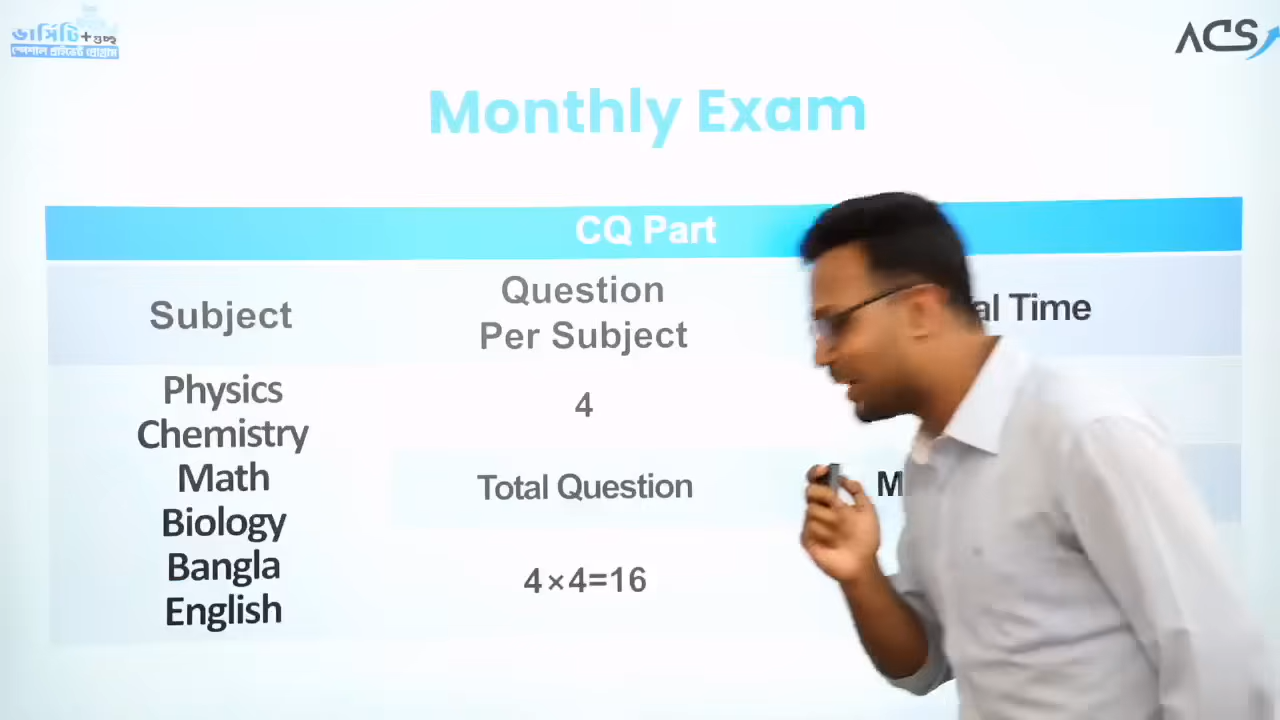 ভার্সিটি+গুচ্ছ
স্পেশাল প্রাইভেট প্রোগ্রাম
ACS
Monthly Exam
CQ Part
Subject
Question
Per Subject
Time
Physics
Chemistry
Math
Biology
Bangla
English
4
Total Question
4×4=16